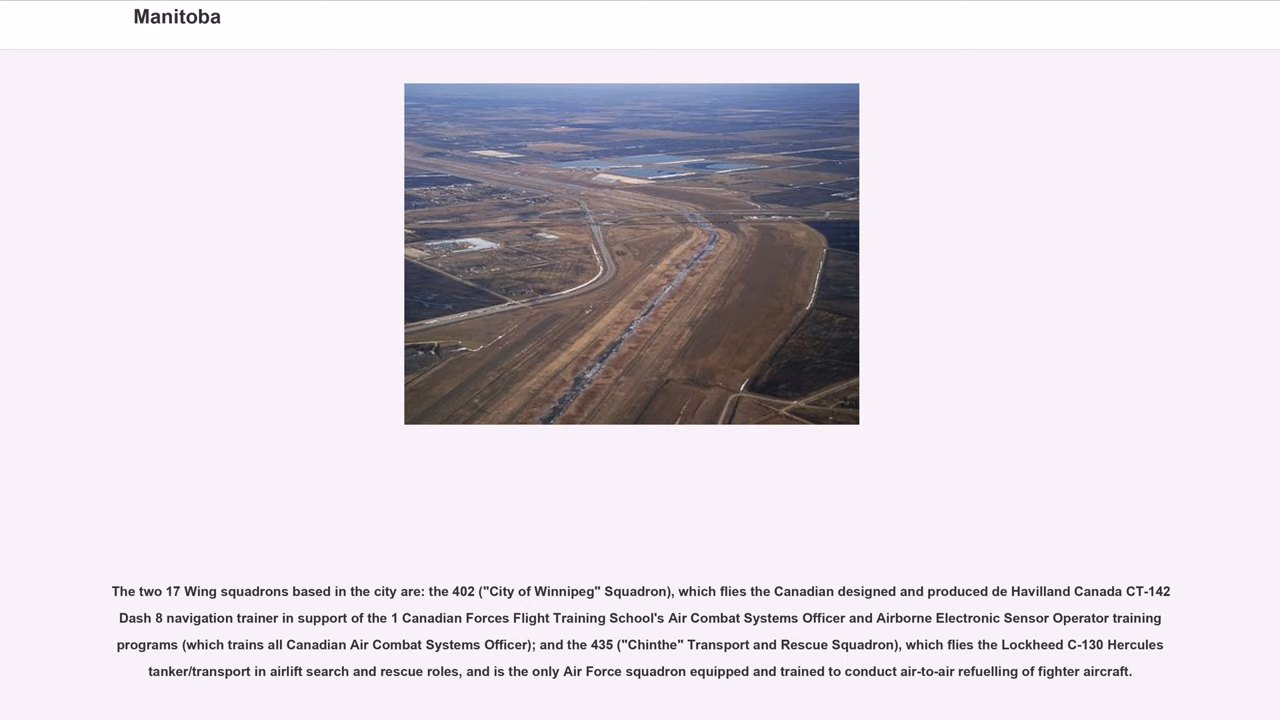 Manitoba
The two 17 Wing squadrons based in the city are: the 402 ("City of Winnipeg" Squadron), which flies the Canadian designed and produced de Havilland Canada CT-142
Dash 8 navigation trainer in support of the 1 Canadian Forces Flight Training School's Air Combat Systems Officer and Airborne Electronic Sensor Operator training
programs (which trains all Canadian Air Combat Systems Officer); and the 435 ("Chinthe" Transport and Rescue Squadron), which flies the Lockheed C-130 Hercules
tanker/transport in airlift search and rescue roles, and is the only Air Force squadron equipped and trained to conduct air-to-air refuelling of fighter aircraft.